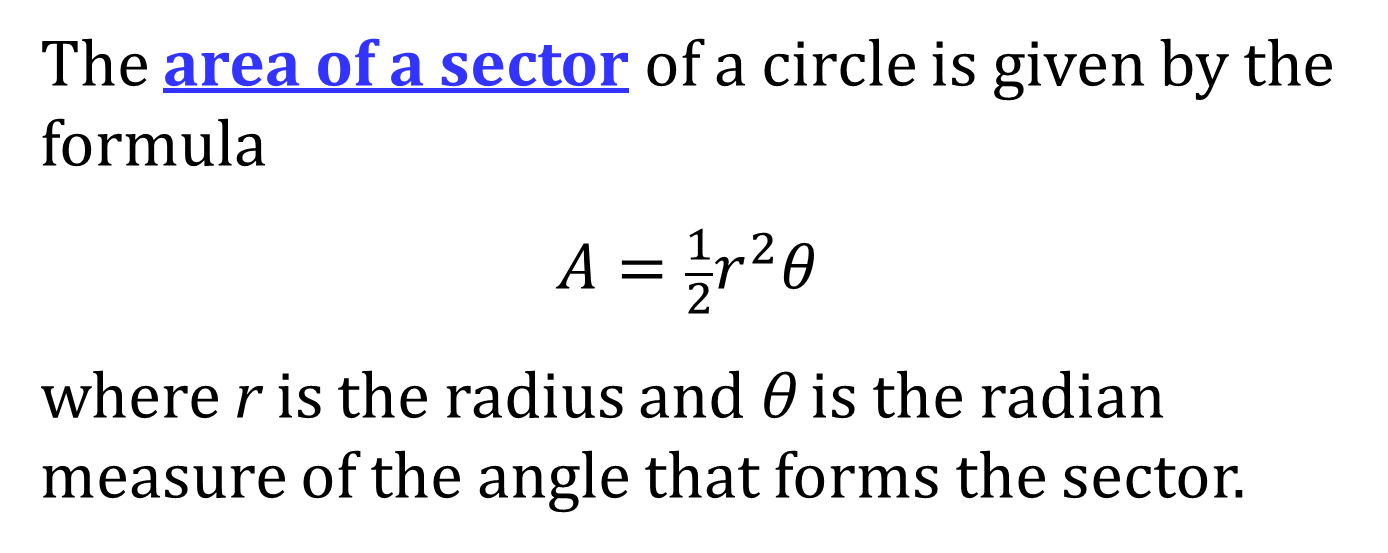 The area of a sector of a circle is given by the
formula
A = ½r²θ
where r is the radius and θ is the radian
measure of the angle that forms the sector.